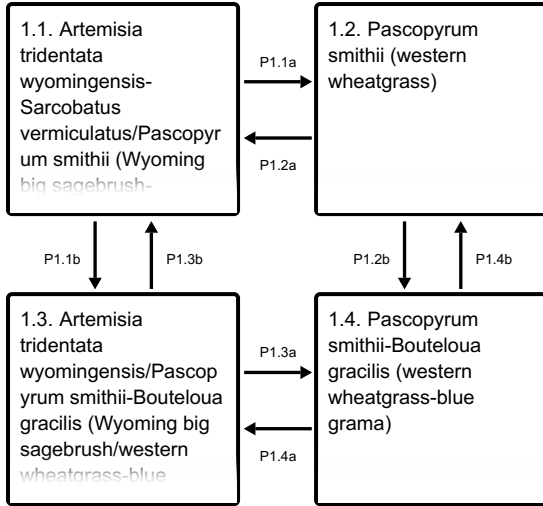 1.1. Artemisia
tridentata
wyomingensis-
Sarcobatus
vermiculatus/Pascopyr
um smithii (Wyoming
big sagebrush-
P1.1a
P1.2a
1.2. Pascopyrum
smithii (western
wheatgrass)
P1.1b
P1.3b
P1.2b
P1.4b
1.3. Artemisia
tridentata
wyomingensis/Pascop
yrum smithii-Bouteloua
gracilis (Wyoming big
sagebrush/western
wheatgrass-blue
P1.3a
P1.4a
1.4. Pascopyrum
smithii-Bouteloua
gracilis (western
wheatgrass-blue
grama)